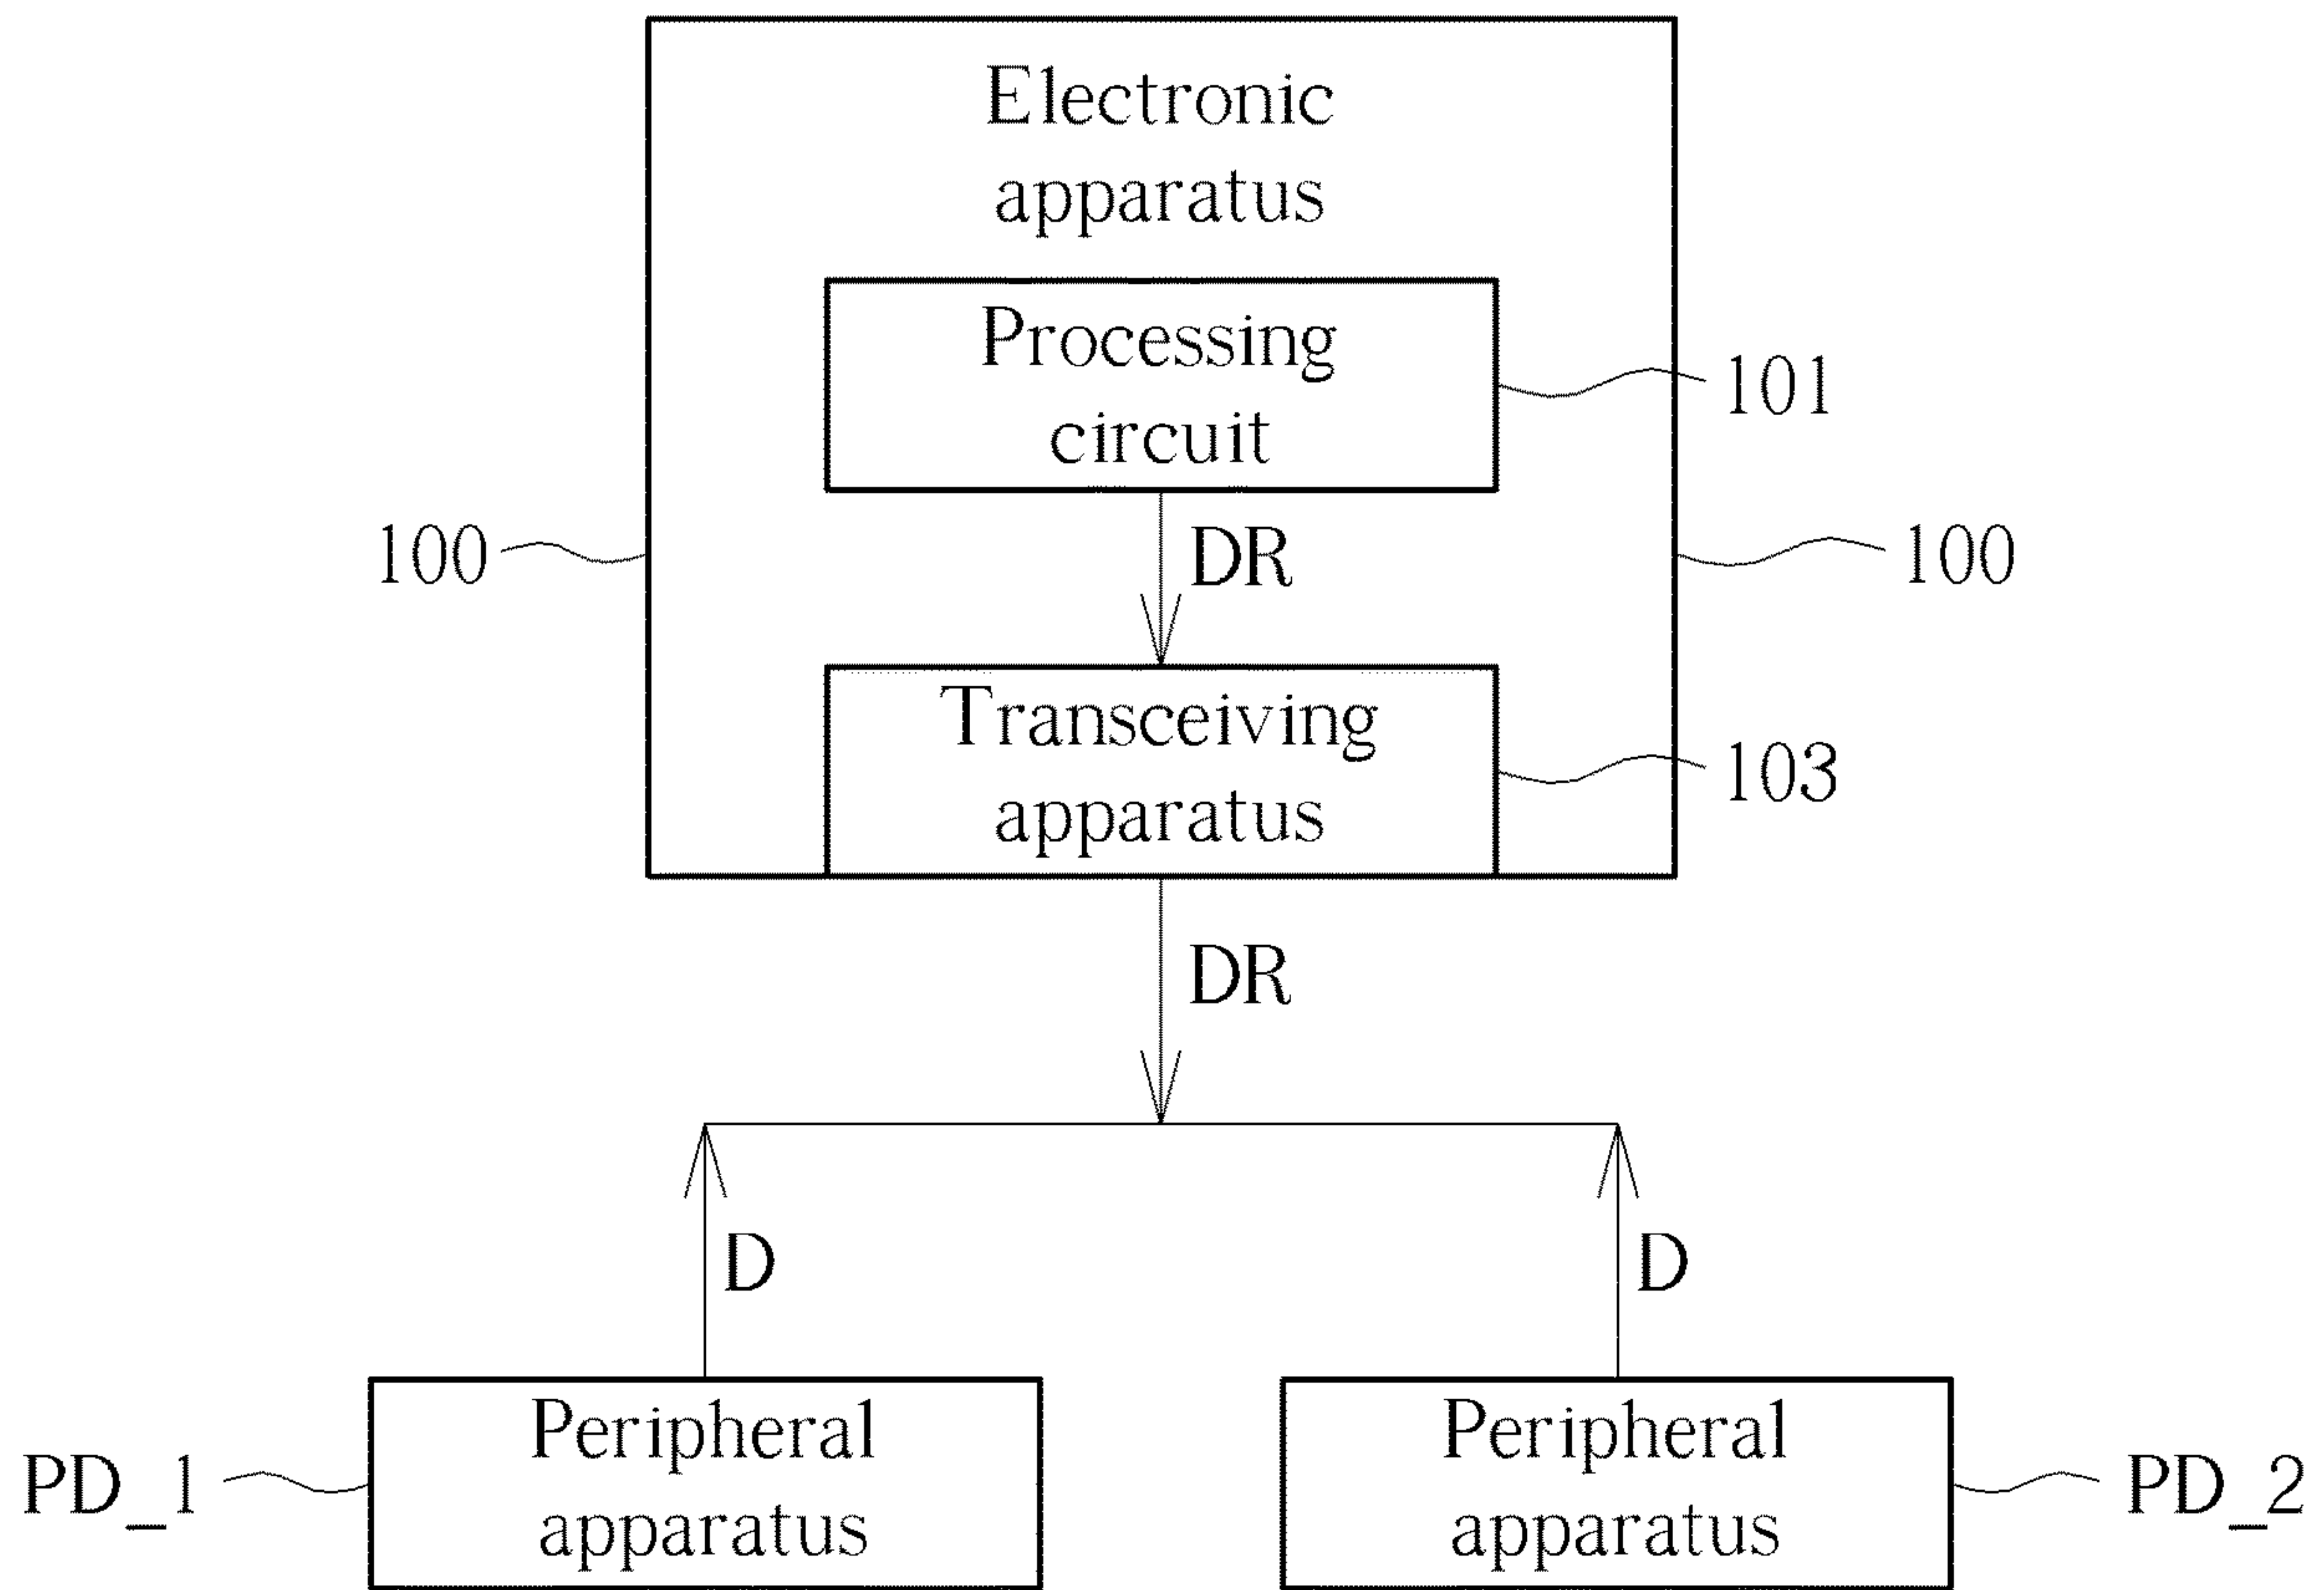 Electronic
apparatus
Processing
circuit
101
100
DR
100
Transceiving
apparatus
103
DR
D
D
Peripheral
apparatus
Peripheral
apparatus
PD_1
PD_2